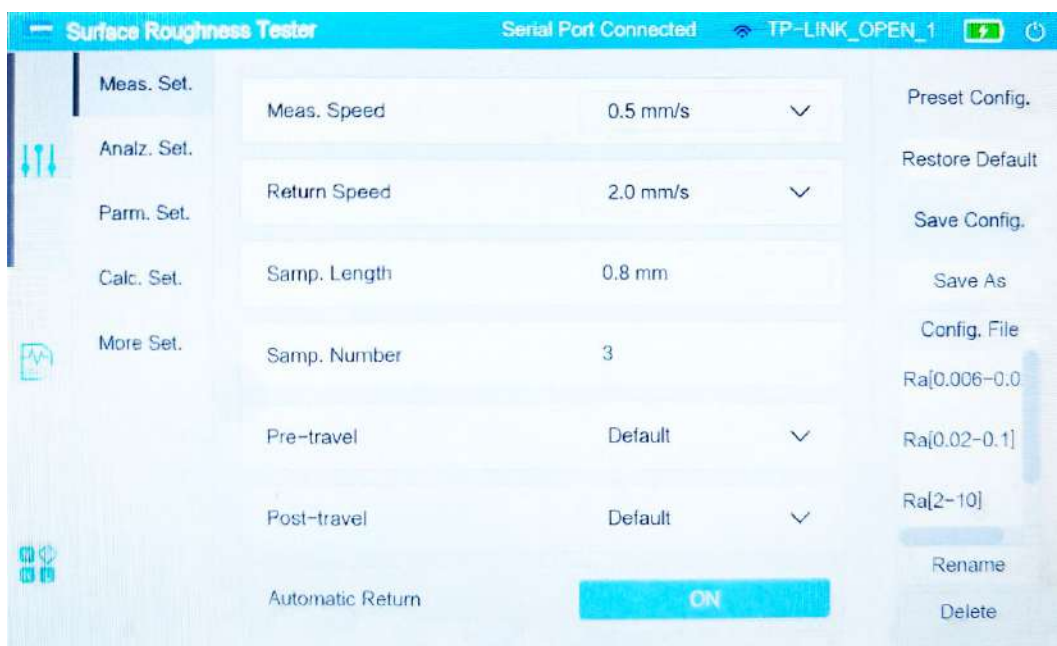 Surface Roughness Tester
Serial Port Connected
TP-LINK_OPEN_1
Meas. Set.
Analz. Set.
Parm. Set.
Calc. Set.
More Set.
Meas. Speed 0.5 mm/s
Return Speed 2.0 mm/s
Samp. Length 0.8 mm
Samp. Number 3
Pre-travel Default
Post-travel Default
Automatic Return ON
Preset Config.
Restore Default
Save Config.
Save As
Config. File
Ra[0.006-0.0
Ra[0.02-0.1]
Ra[2-10]
Rename
Delete